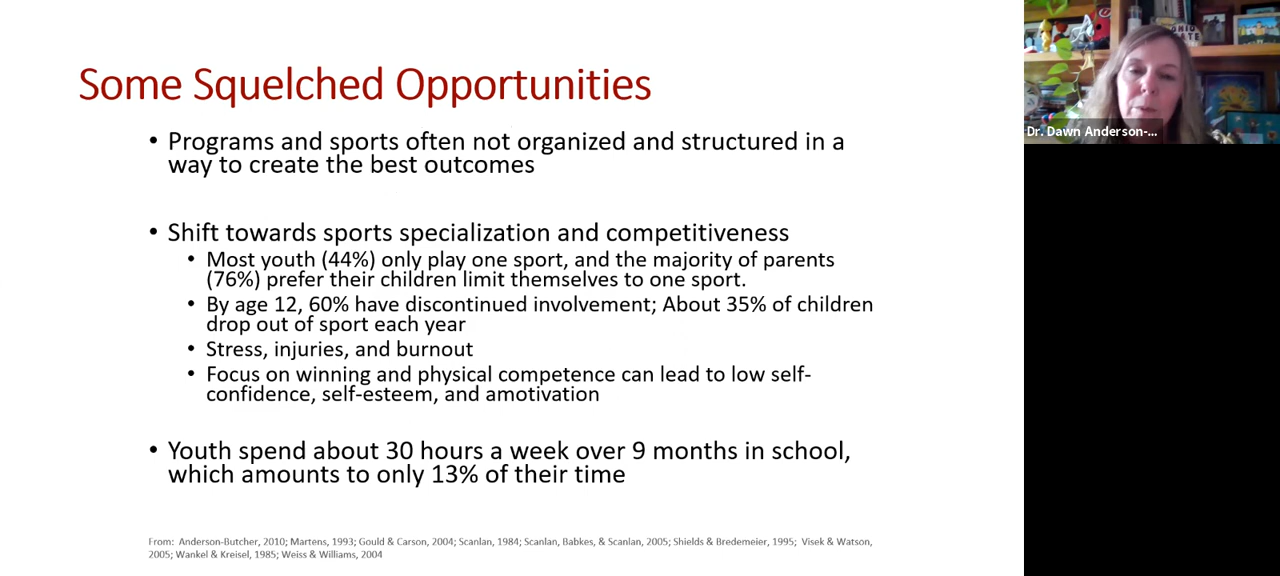 Some Squelched Opportunities
• Programs and sports often not organized and structured in a
way to create the best outcomes
• Shift towards sports specialization and competitiveness
• Most youth (44%) only play one sport, and the majority of parents
(76%) prefer their children limit themselves to one sport.
• By age 12, 60% have discontinued involvement; About 35% of children
drop out of sport each year
• Stress, injuries, and burnout
• Focus on winning and physical competence can lead to low self-
confidence, self-esteem, and amotivation
• Youth spend about 30 hours a week over 9 months in school,
which amounts to only 13% of their time
From: Anderson-Butcher, 2010; Martens, 1993; Gould & Carson, 2004; Scanlan, 1984; Scanlan, Babkes, & Scanlan, 2005; Shields & Bredemeier, 1995; Visek & Watson,
2005; Wankel & Kreisel, 1985; Weiss & Williams, 2004
Dr. Dawn Anderson-...